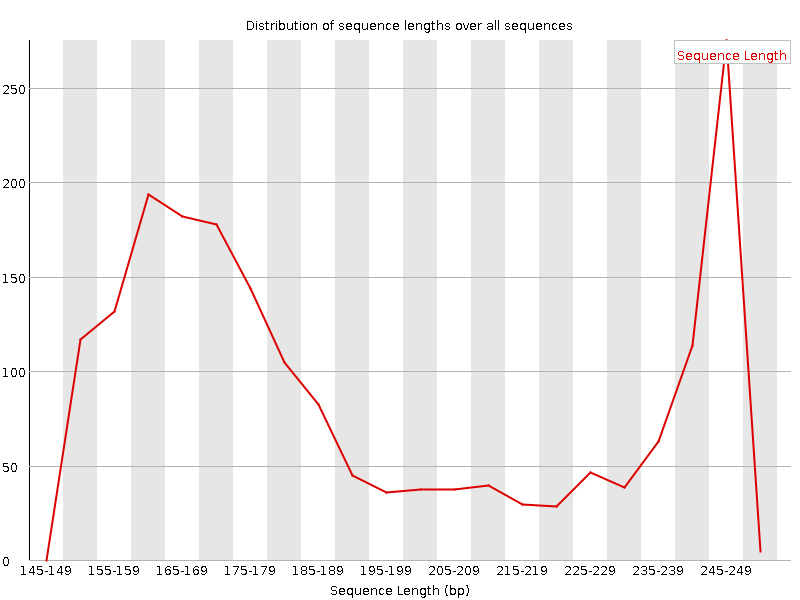 Distribution of sequence lengths over all sequences
Sequence Length
250
200
150
100
50
0
145-149 155-159 165-169 175-179 185-189 195-199 205-209 215-219 225-229 235-239 245-249
Sequence Length (bp)